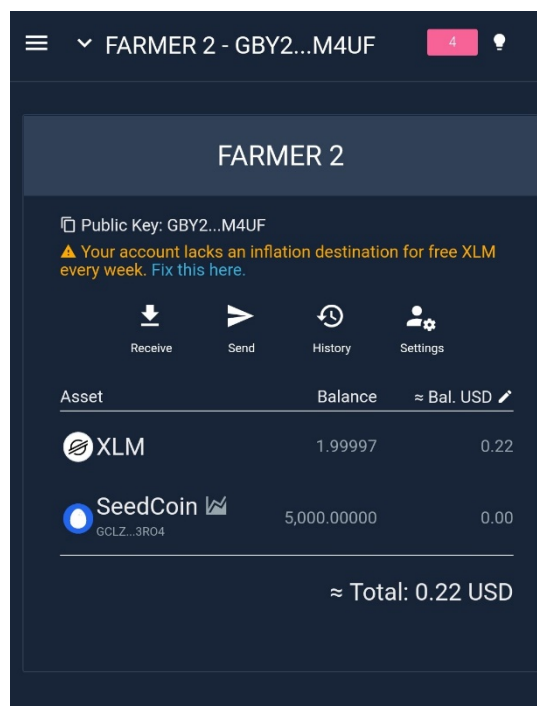 FARMER 2 - GBY2...M4UF
4
FARMER 2
Public Key: GBY2...M4UF
Your account lacks an inflation destination for free XLM
every week. Fix this here.
Receive Send History Settings
Asset Balance ≈ Bal. USD
XLM 1.99997 0.22
SeedCoin 5,000.00000 0.00
GCLZ...3RO4
≈ Total: 0.22 USD